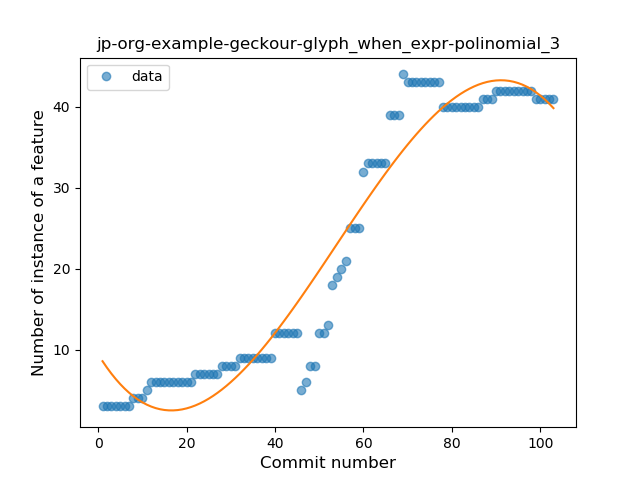 jp-org-example-geckour-glyph_when_expr-polinomial_3
data
Number of instance of a feature
40
30
20
10
0
20
40
60
80
100
Commit number